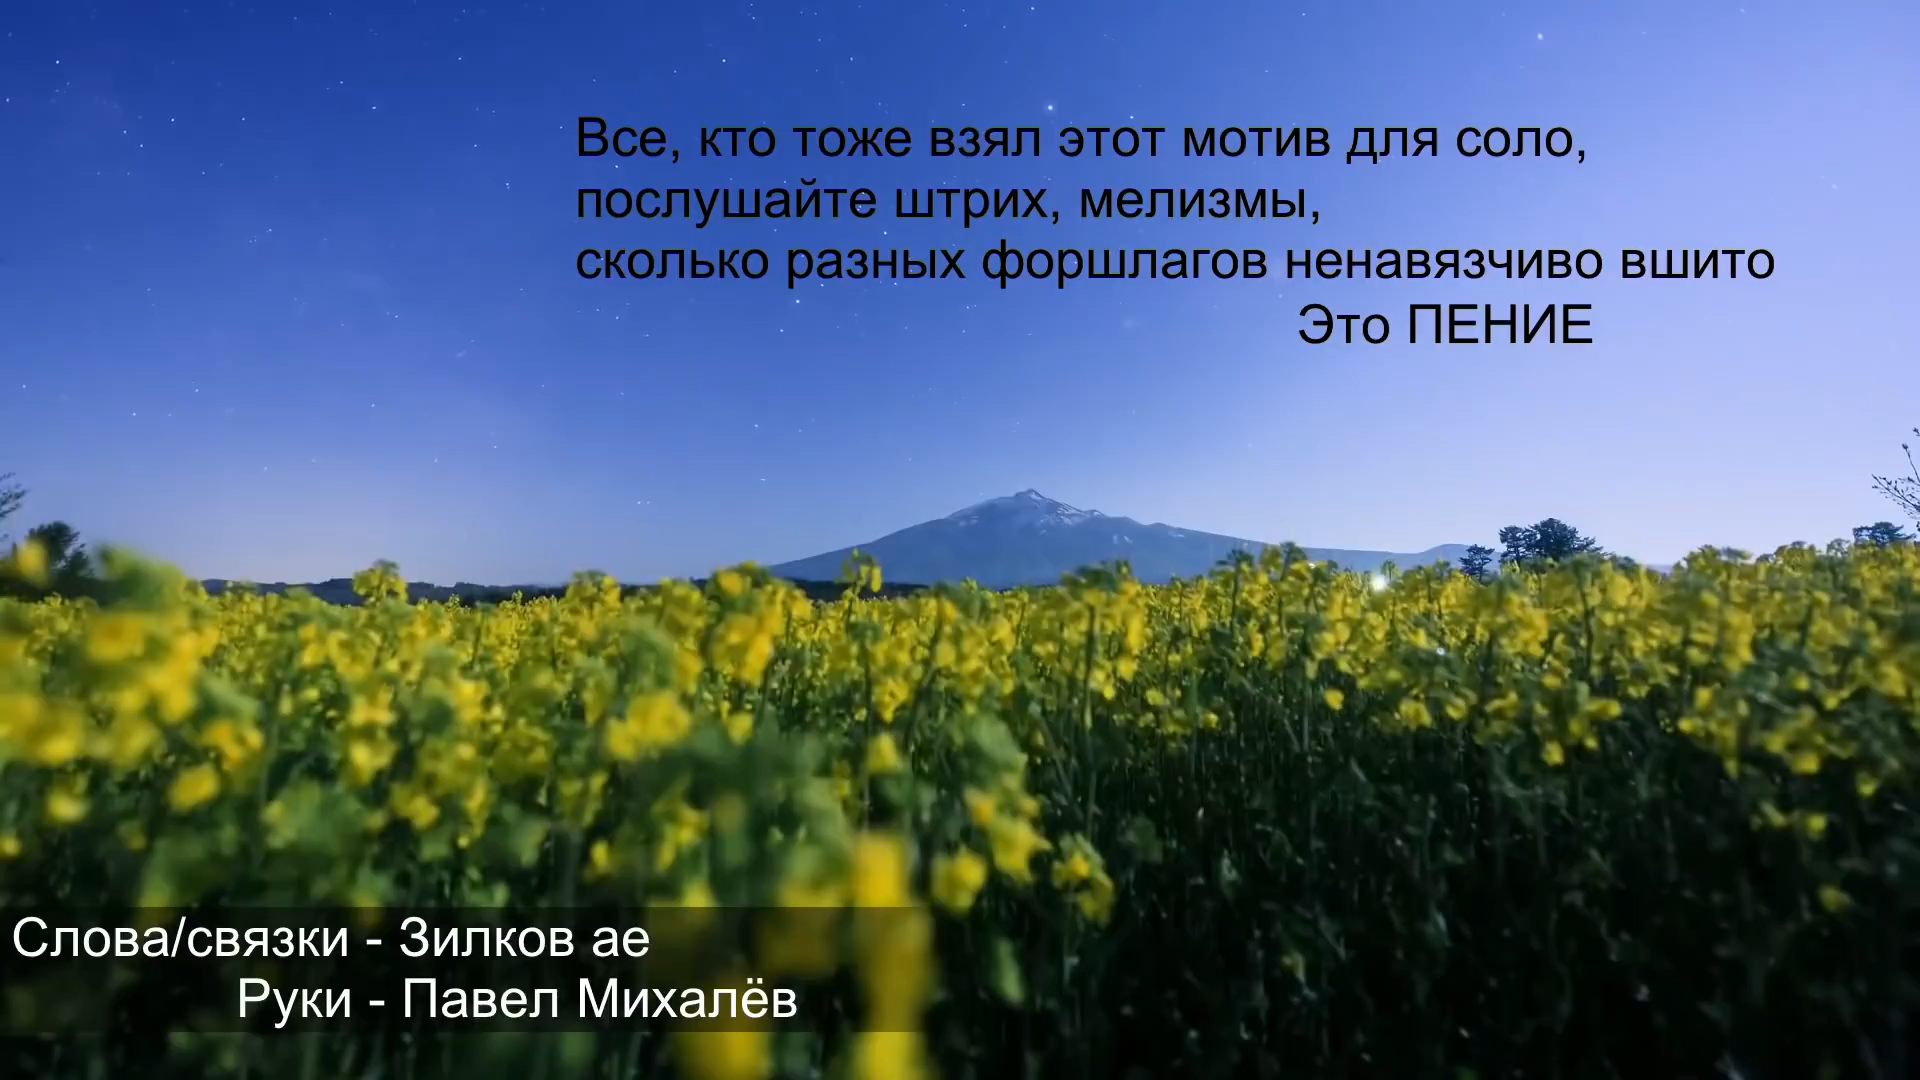 Все, кто тоже взял этот мотив для соло,
послушайте штрих, мелизмы,
сколько разных форшлагов ненавязчиво вшито
Это ПЕНИЕ
Слова/связки - Зилков ае
Руки - Павел Михалёв